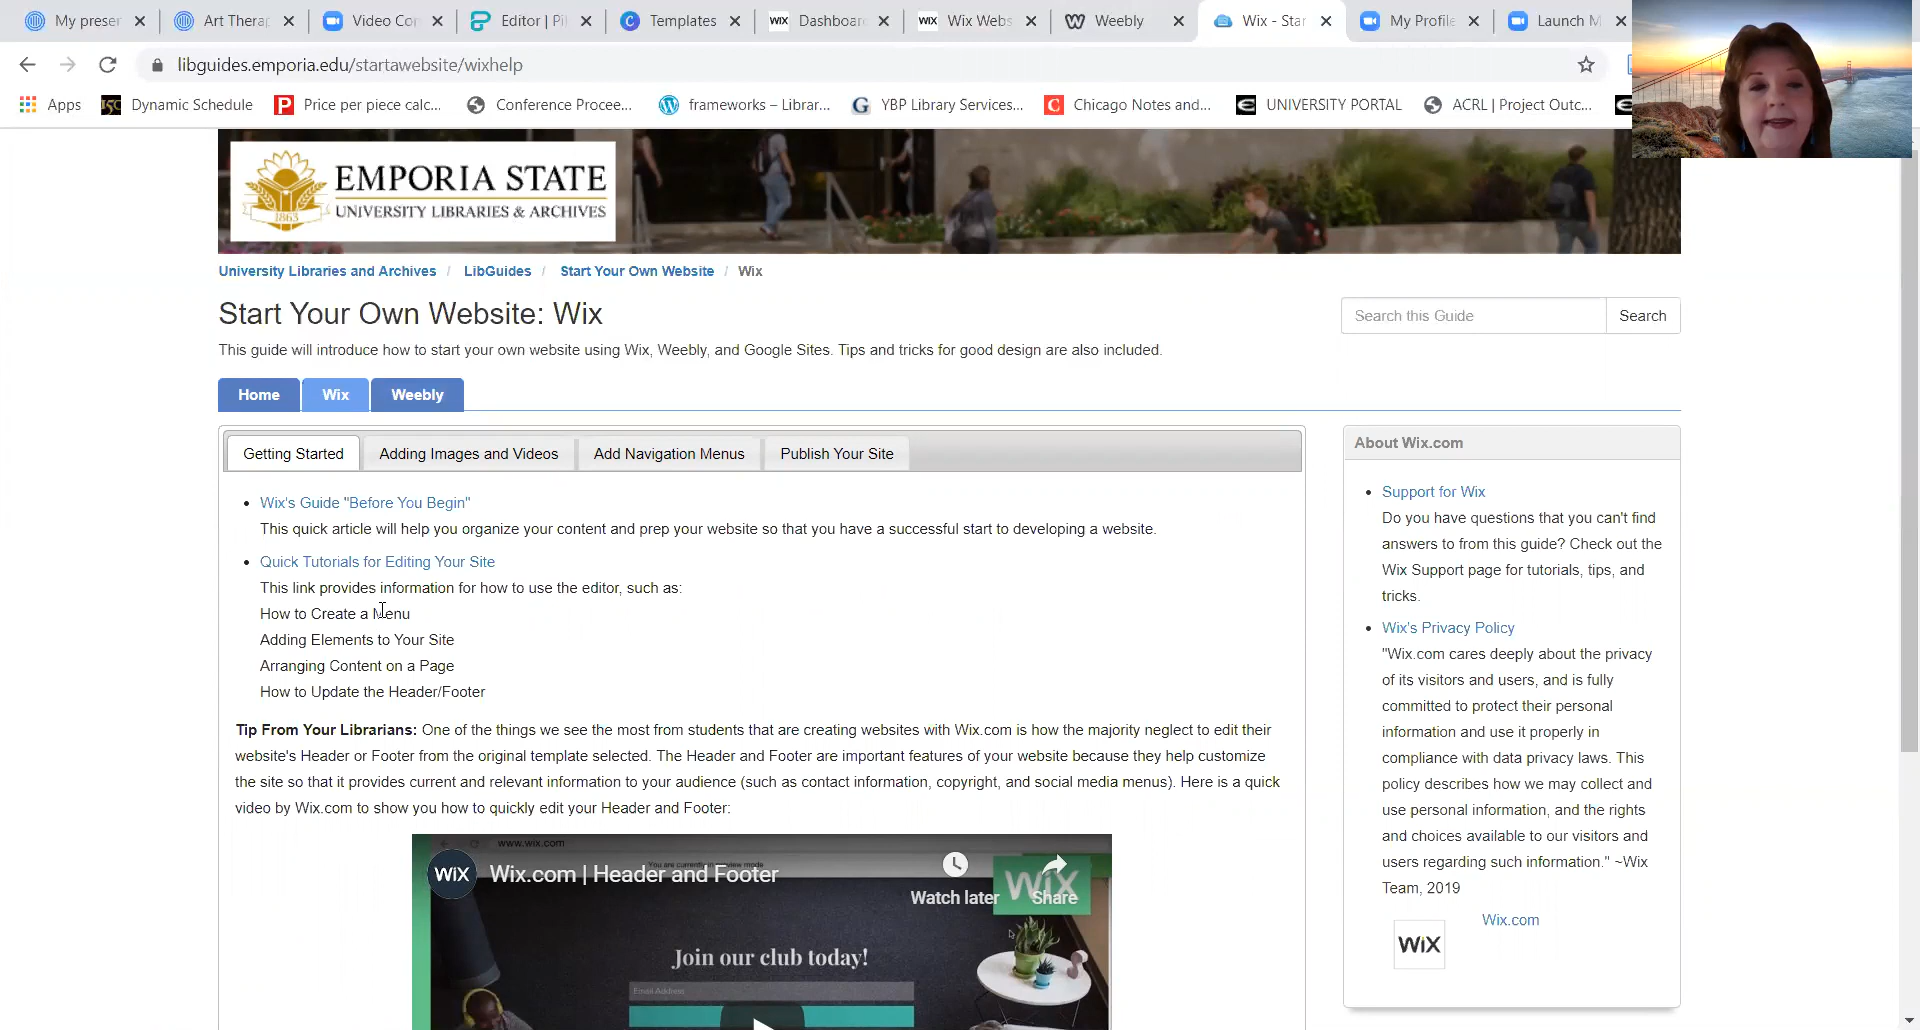 My presen
Art Therap
Video Con
Editor | Pi
Templates
WIX Dashboar
WIX Wix Webs
Weebly
Wix - Star
My Profile
Launch M
libguides.emporia.edu/startawebsite/wixhelp
Apps
Dynamic Schedule
Price per piece calc...
Conference Procee...
frameworks – Librar...
YBP Library Services...
Chicago Notes and...
UNIVERSITY PORTAL
ACRL | Project Outc...
EMPORIA STATE
1863
UNIVERSITY LIBRARIES & ARCHIVES
University Libraries and Archives / LibGuides / Start Your Own Website / Wix
Start Your Own Website: Wix
Search this Guide
Search
This guide will introduce how to start your own website using Wix, Weebly, and Google Sites. Tips and tricks for good design are also included.
Home
Wix
Weebly
Getting Started
Adding Images and Videos
Add Navigation Menus
Publish Your Site
Wix's Guide "Before You Begin"
This quick article will help you organize your content and prep your website so that you have a successful start to developing a website.
Quick Tutorials for Editing Your Site
This link provides information for how to use the editor, such as:
How to Create a Menu
Adding Elements to Your Site
Arranging Content on a Page
How to Update the Header/Footer
Tip From Your Librarians: One of the things we see the most from students that are creating websites with Wix.com is how the majority neglect to edit their
website's Header or Footer from the original template selected. The Header and Footer are important features of your website because they help customize
the site so that it provides current and relevant information to your audience (such as contact information, copyright, and social media menus). Here is a quick
video by Wix.com to show you how to quickly edit your Header and Footer:
www.wix.com
You are currently in preview mode
WiX
Wix.com | Header and Footer
Watch later
Share
WiX
Join our club today!
Email Address
About Wix.com
Support for Wix
Do you have questions that you can't find
answers to from this guide? Check out the
Wix Support page for tutorials, tips, and
tricks.
Wix's Privacy Policy
"Wix.com cares deeply about the privacy
of its visitors and users, and is fully
committed to protect their personal
information and use it properly in
compliance with data privacy laws. This
policy describes how we may collect and
use personal information, and the rights
and choices available to our visitors and
users regarding such information." ~Wix
Team, 2019
WiX
Wix.com